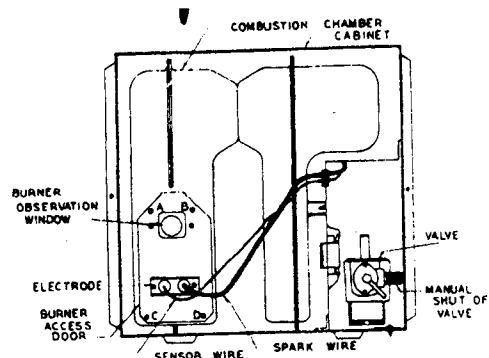 COMBUSTION
CHAMBER
CABINET
BURNER
OBSERVATION
WINDOW
A B
VALVE
ELECTRODE
MANUAL
SHUT OF
VALVE
BURNER
ACCESS
DOOR
C D
SENSOR WIRE
SPARK WIRE